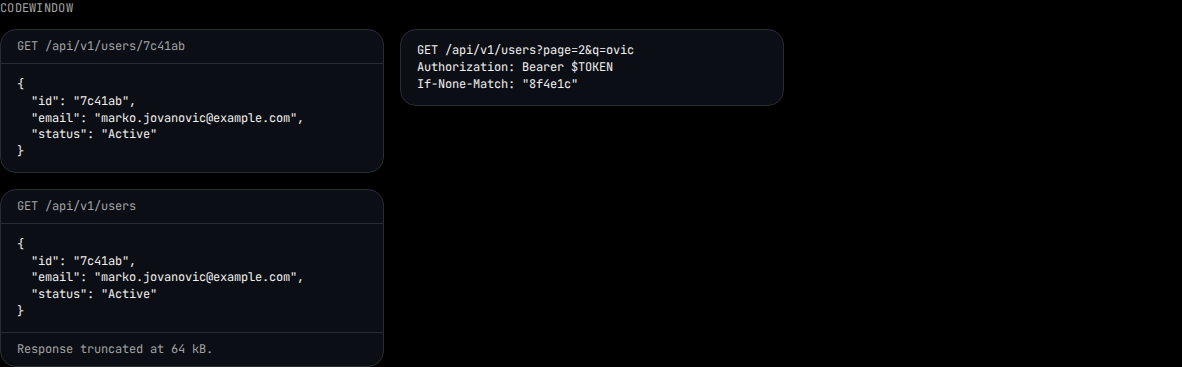 CODEWINDOW
GET /api/v1/users/7c41ab
{
  "id": "7c41ab",
  "email": "marko.jovanovic@example.com",
  "status": "Active"
}
GET /api/v1/users?page=2&q=ovic
Authorization: Bearer $TOKEN
If-None-Match: "8f4e1c"
GET /api/v1/users
{
  "id": "7c41ab",
  "email": "marko.jovanovic@example.com",
  "status": "Active"
}
Response truncated at 64 kB.